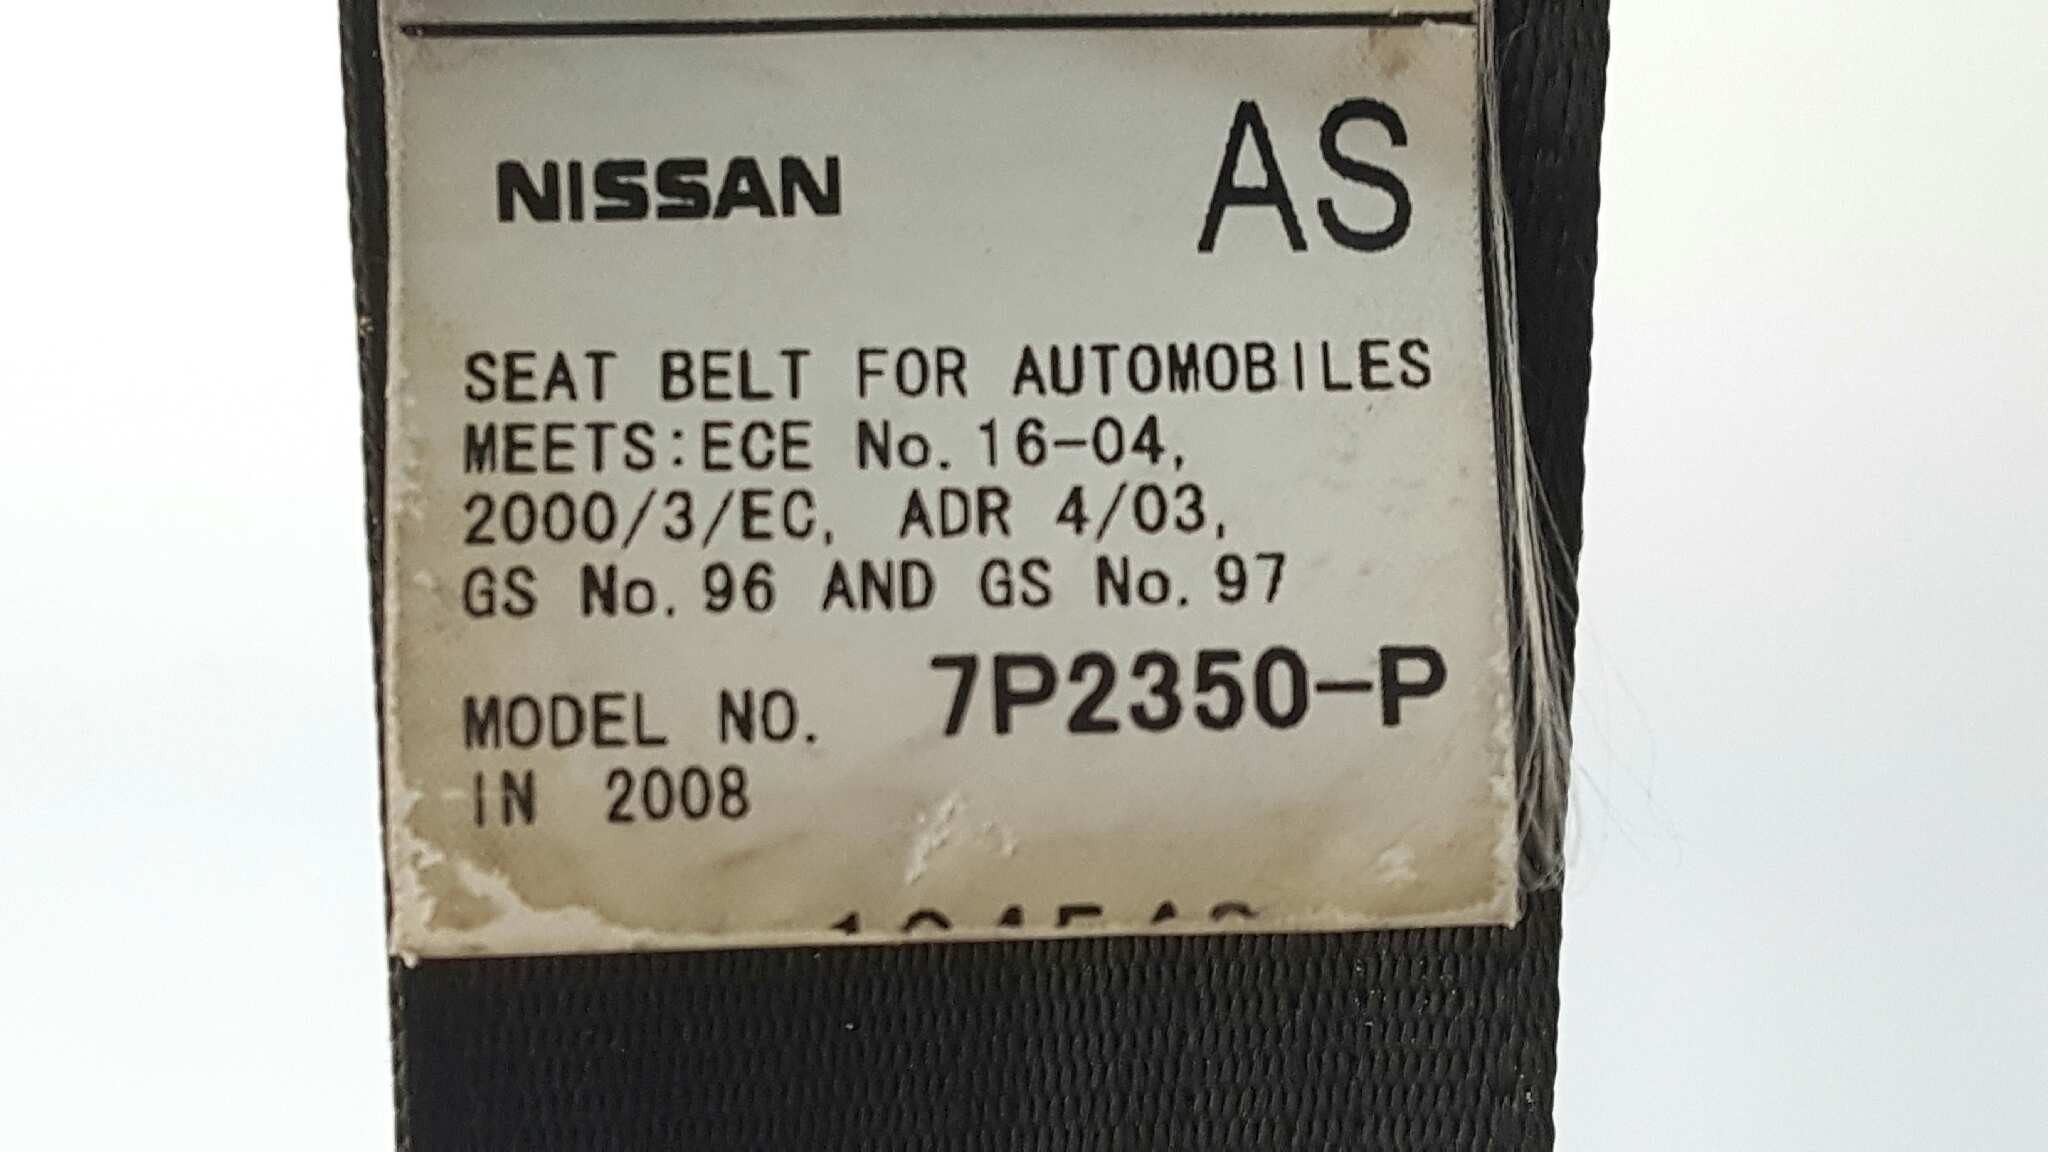 NISSAN AS
SEAT BELT FOR AUTOMOBILES
MEETS:ECE No.16-04,
2000/3/EC, ADR 4/03,
GS No.96 AND GS No.97
MODEL NO. 7P2350-P
IN 2008